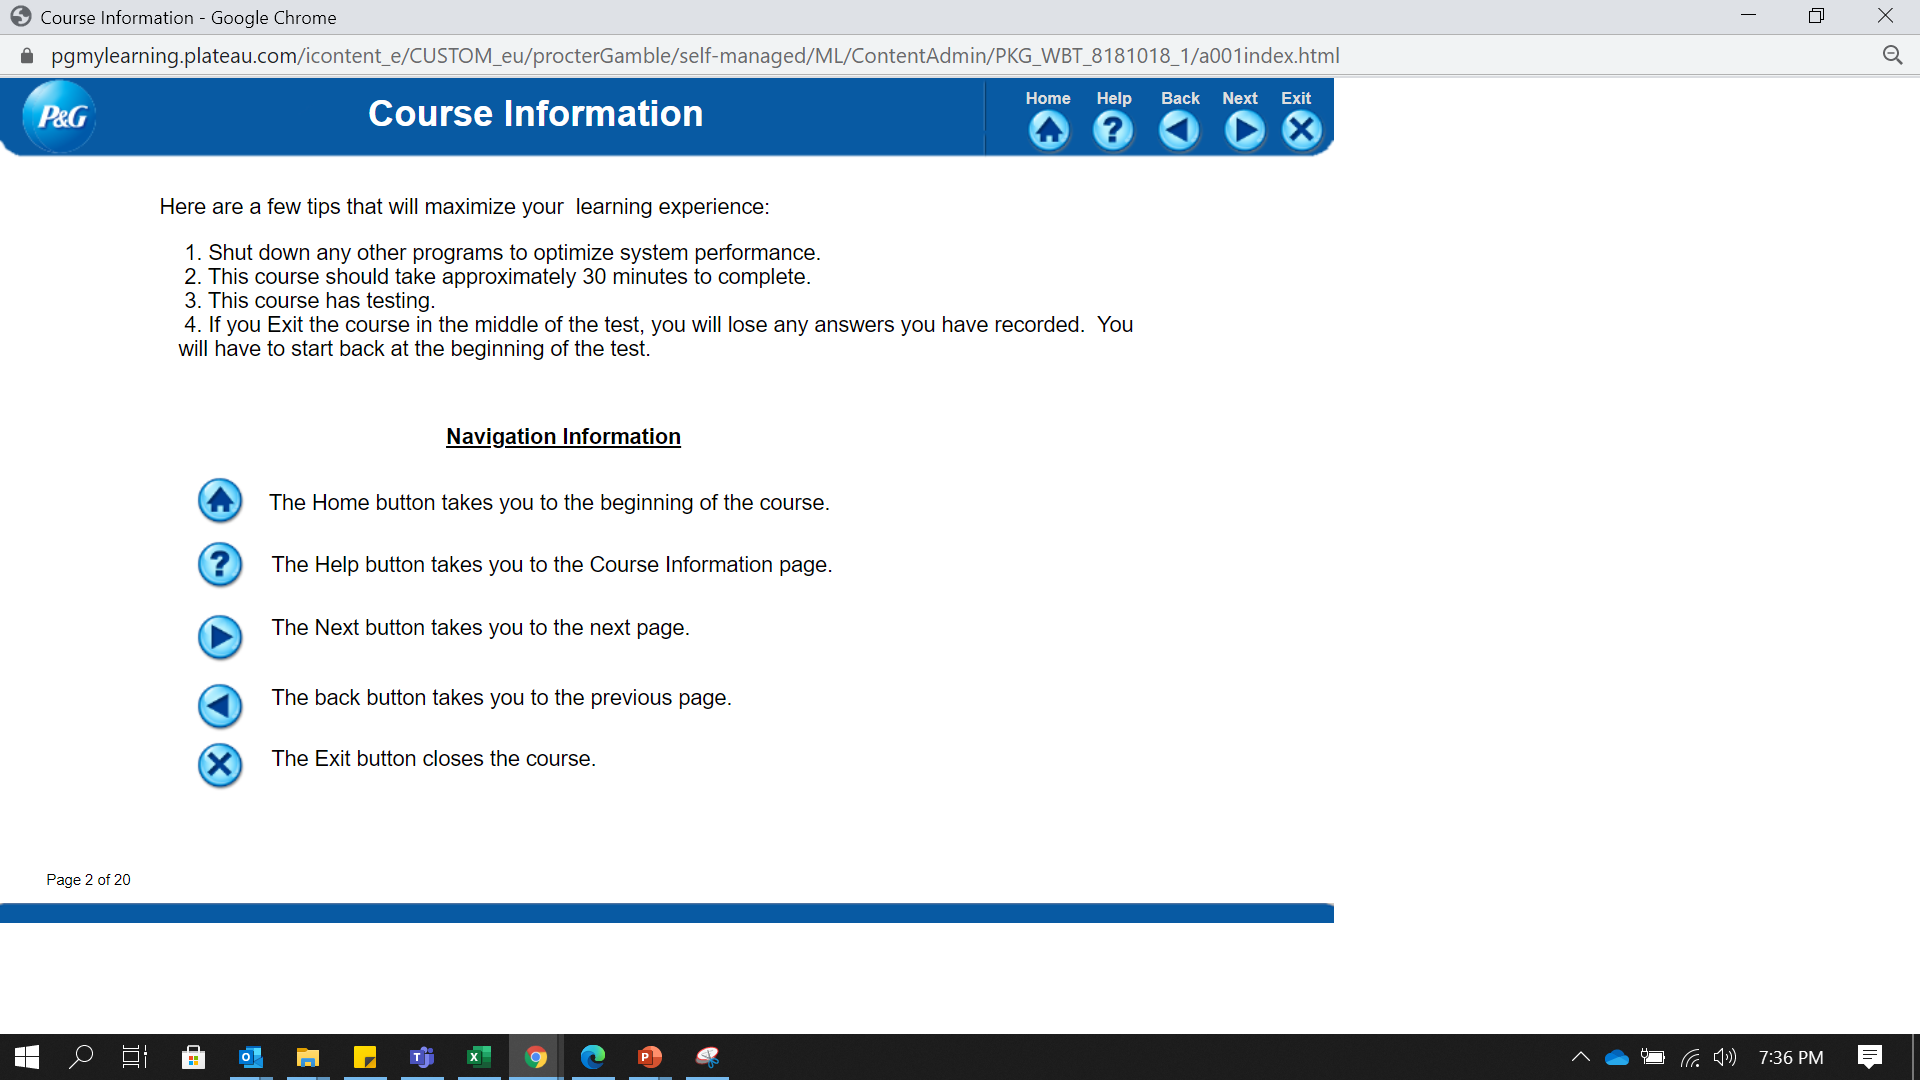 Course Information - Google Chrome
pgmylearning.plateau.com/icontent_e/CUSTOM_eu/procterGamble/self-managed/ML/ContentAdmin/PKG_WBT_8181018_1/a001index.html
P&G
Course Information
Home Help Back Next Exit
Here are a few tips that will maximize your  learning experience:
1. Shut down any other programs to optimize system performance.
2. This course should take approximately 30 minutes to complete.
3. This course has testing.
4. If you Exit the course in the middle of the test, you will lose any answers you have recorded.  You
will have to start back at the beginning of the test.
Navigation Information
The Home button takes you to the beginning of the course.
The Help button takes you to the Course Information page.
The Next button takes you to the next page.
The back button takes you to the previous page.
The Exit button closes the course.
Page 2 of 20
7:36 PM